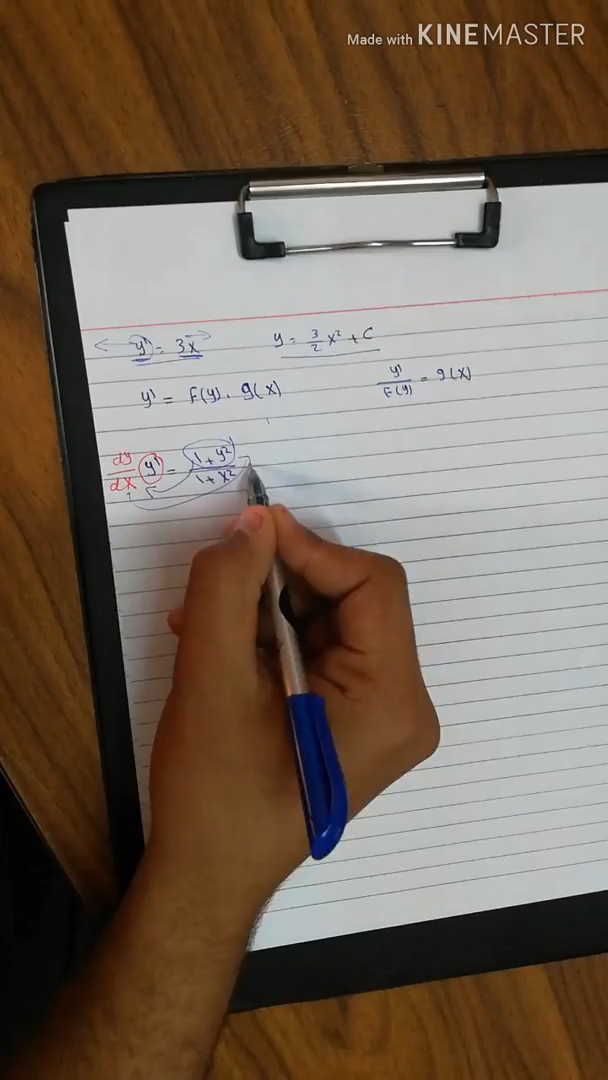 Made with KINEMASTER
y' = 3x y = 3/2 x² + C
y' = F(y) . g(x) y'/F(y) = g(x)
dy/dx y' = 1+y²/1+x²